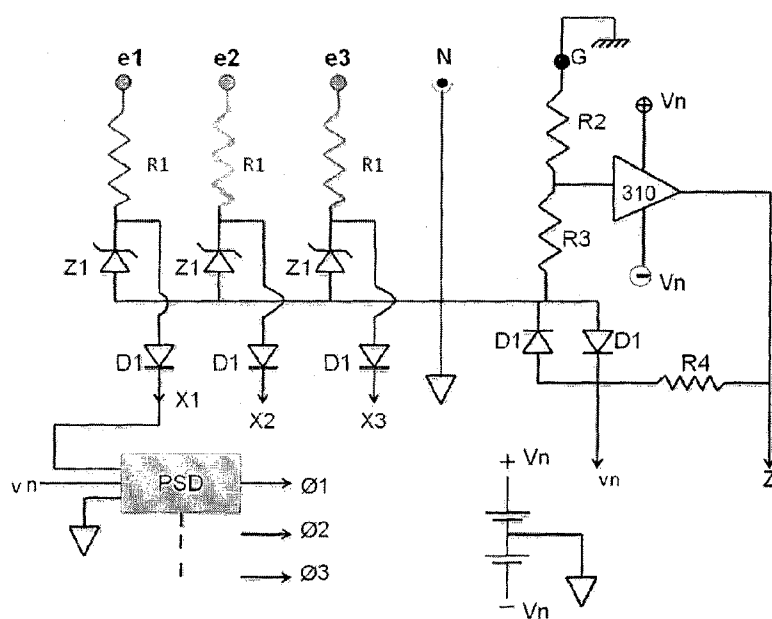 e1 e2 e3 N
G
R1 R1 R1
R2
Vn
310
R3
Vn
Z1 Z1 Z1
D1 D1 D1
D1 D1
R4
X1 X2 X3
vn
Z
vn
PSD
Ø1
Ø2
Ø3
+ Vn
− Vn